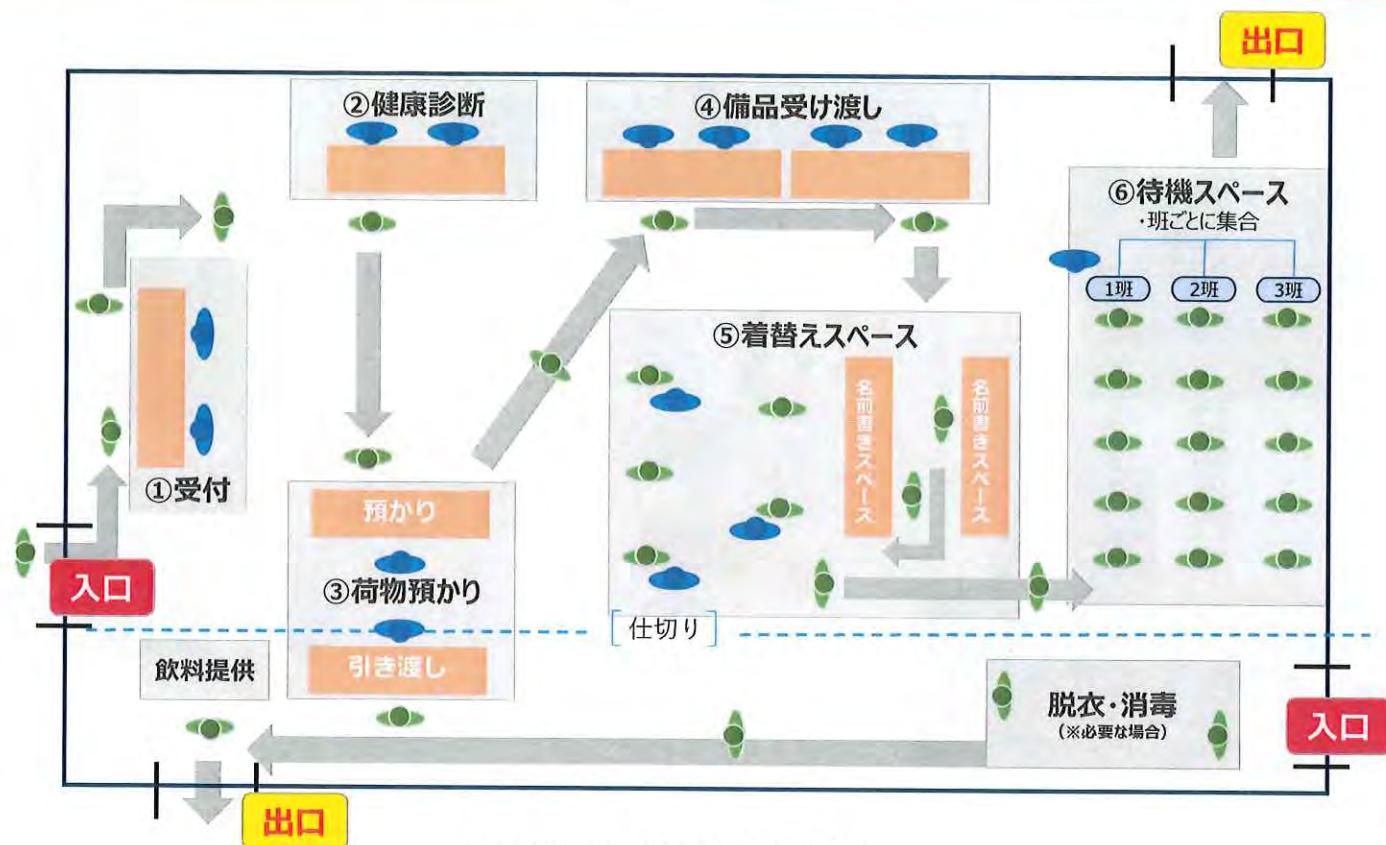 出口
②健康診断
④備品受け渡し
⑥待機スペース
・班ごとに集合
1班
2班
3班
①受付
⑤着替えスペース
名前書きスペース
名前書きスペース
預かり
③荷物預かり
引き渡し
入口
仕切り
飲料提供
脱衣・消毒
(※必要な場合)
入口
出口